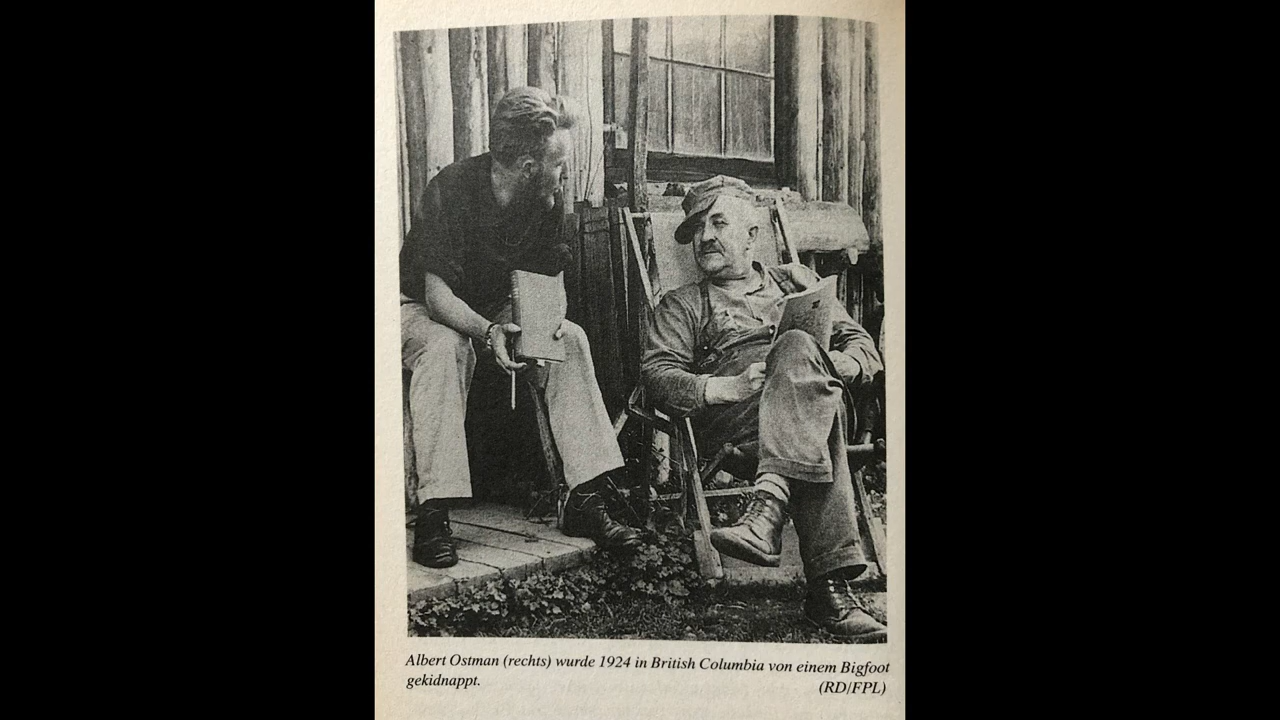 Albert Ostman (rechts) wurde 1924 in British Columbia von einem Bigfoot
gekidnappt. (RD/FPL)